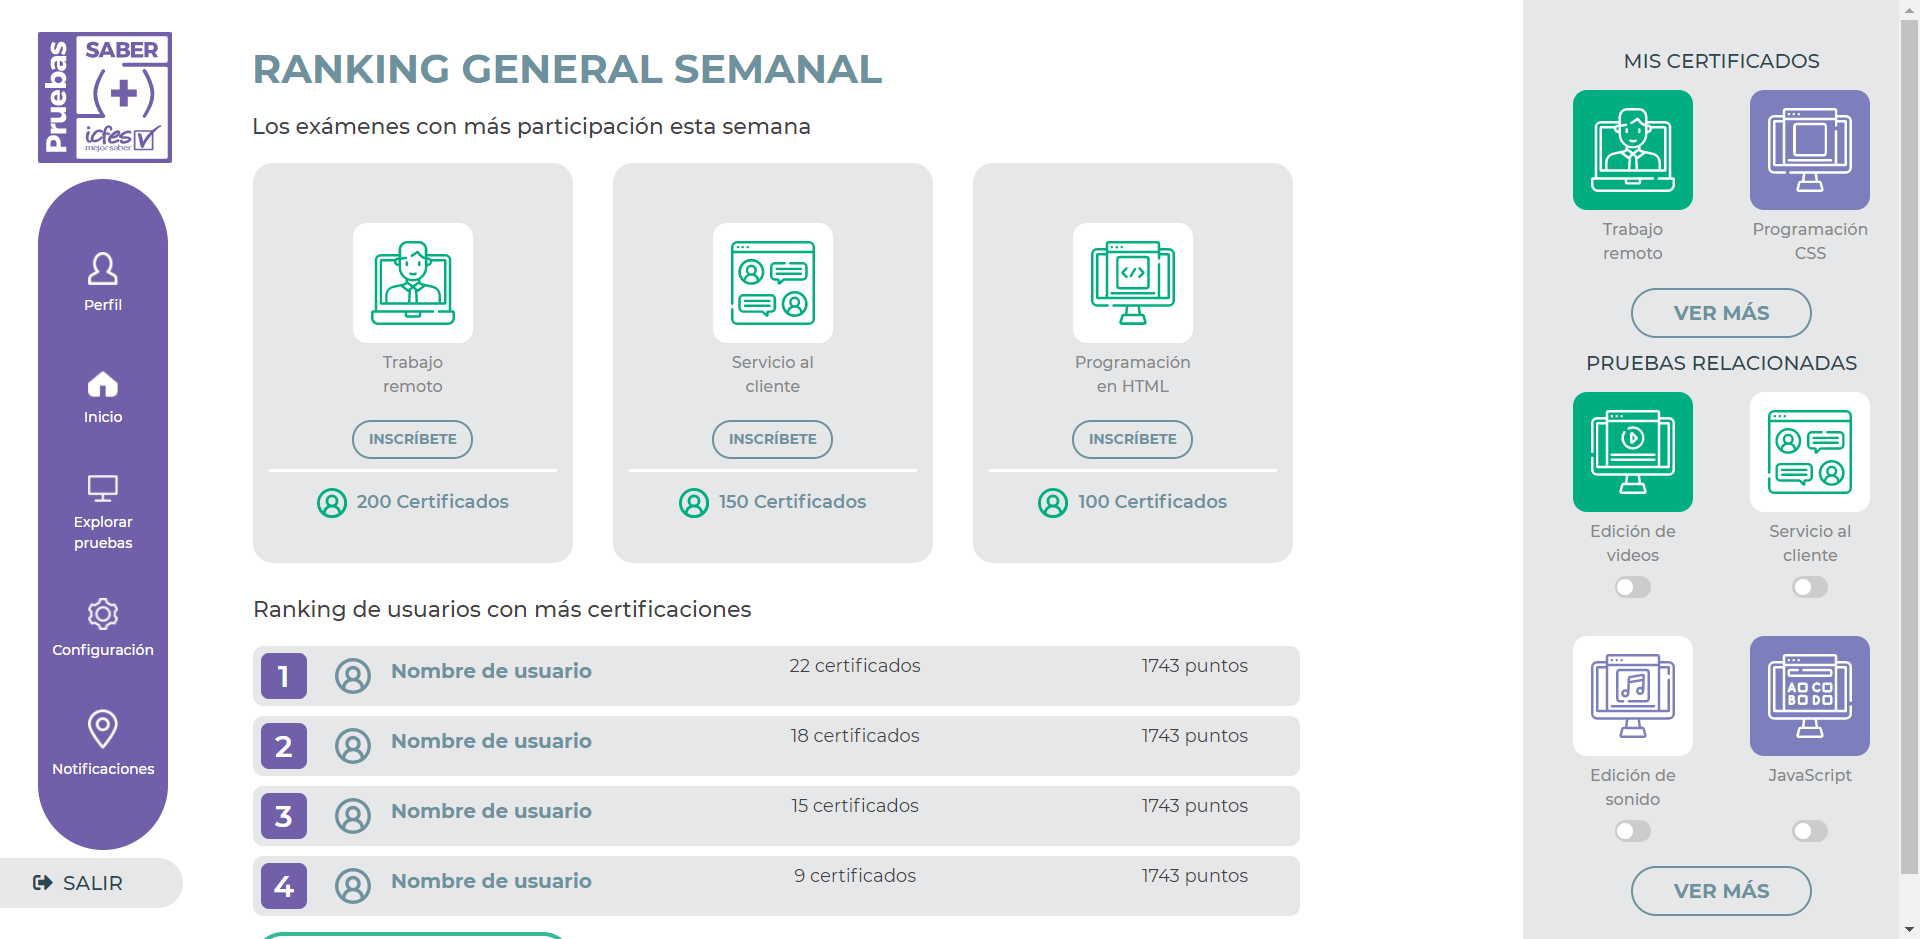 Pruebas
SABER
(+)
icfes
mejor saber
Perfil
Inicio
Explorar
pruebas
Configuración
Notificaciones
SALIR
RANKING GENERAL SEMANAL
Los exámenes con más participación esta semana
Trabajo
remoto
INSCRÍBETE
200 Certificados
Servicio al
cliente
INSCRÍBETE
150 Certificados
Programación
en HTML
INSCRÍBETE
100 Certificados
Ranking de usuarios con más certificaciones
1 Nombre de usuario 22 certificados 1743 puntos
2 Nombre de usuario 18 certificados 1743 puntos
3 Nombre de usuario 15 certificados 1743 puntos
4 Nombre de usuario 9 certificados 1743 puntos
MIS CERTIFICADOS
Trabajo
remoto
Programación
CSS
VER MÁS
PRUEBAS RELACIONADAS
Edición de
videos
Servicio al
cliente
Edición de
sonido
A C
B D
JavaScript
VER MÁS